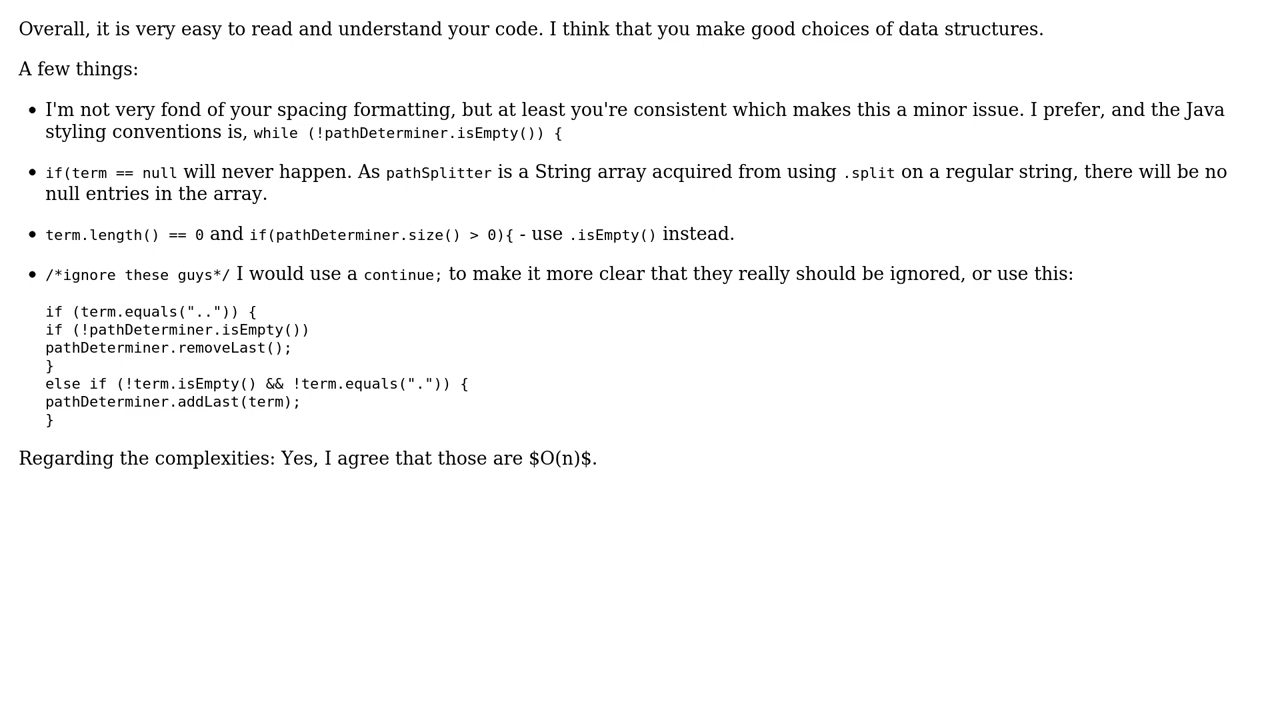 Overall, it is very easy to read and understand your code. I think that you make good choices of data structures.
A few things:
• I'm not very fond of your spacing formatting, but at least you're consistent which makes this a minor issue. I prefer, and the Java
styling conventions is, while (!pathDeterminer.isEmpty()) {
• if(term == null will never happen. As pathSplitter is a String array acquired from using .split on a regular string, there will be no
null entries in the array.
• term.length() == 0 and if(pathDeterminer.size() > 0){ - use .isEmpty() instead.
• /*ignore these guys*/ I would use a continue; to make it more clear that they really should be ignored, or use this:
if (term.equals("..")) {
if (!pathDeterminer.isEmpty())
pathDeterminer.removeLast();
}
else if (!term.isEmpty() && !term.equals(".")) {
pathDeterminer.addLast(term);
}
Regarding the complexities: Yes, I agree that those are $O(n)$.